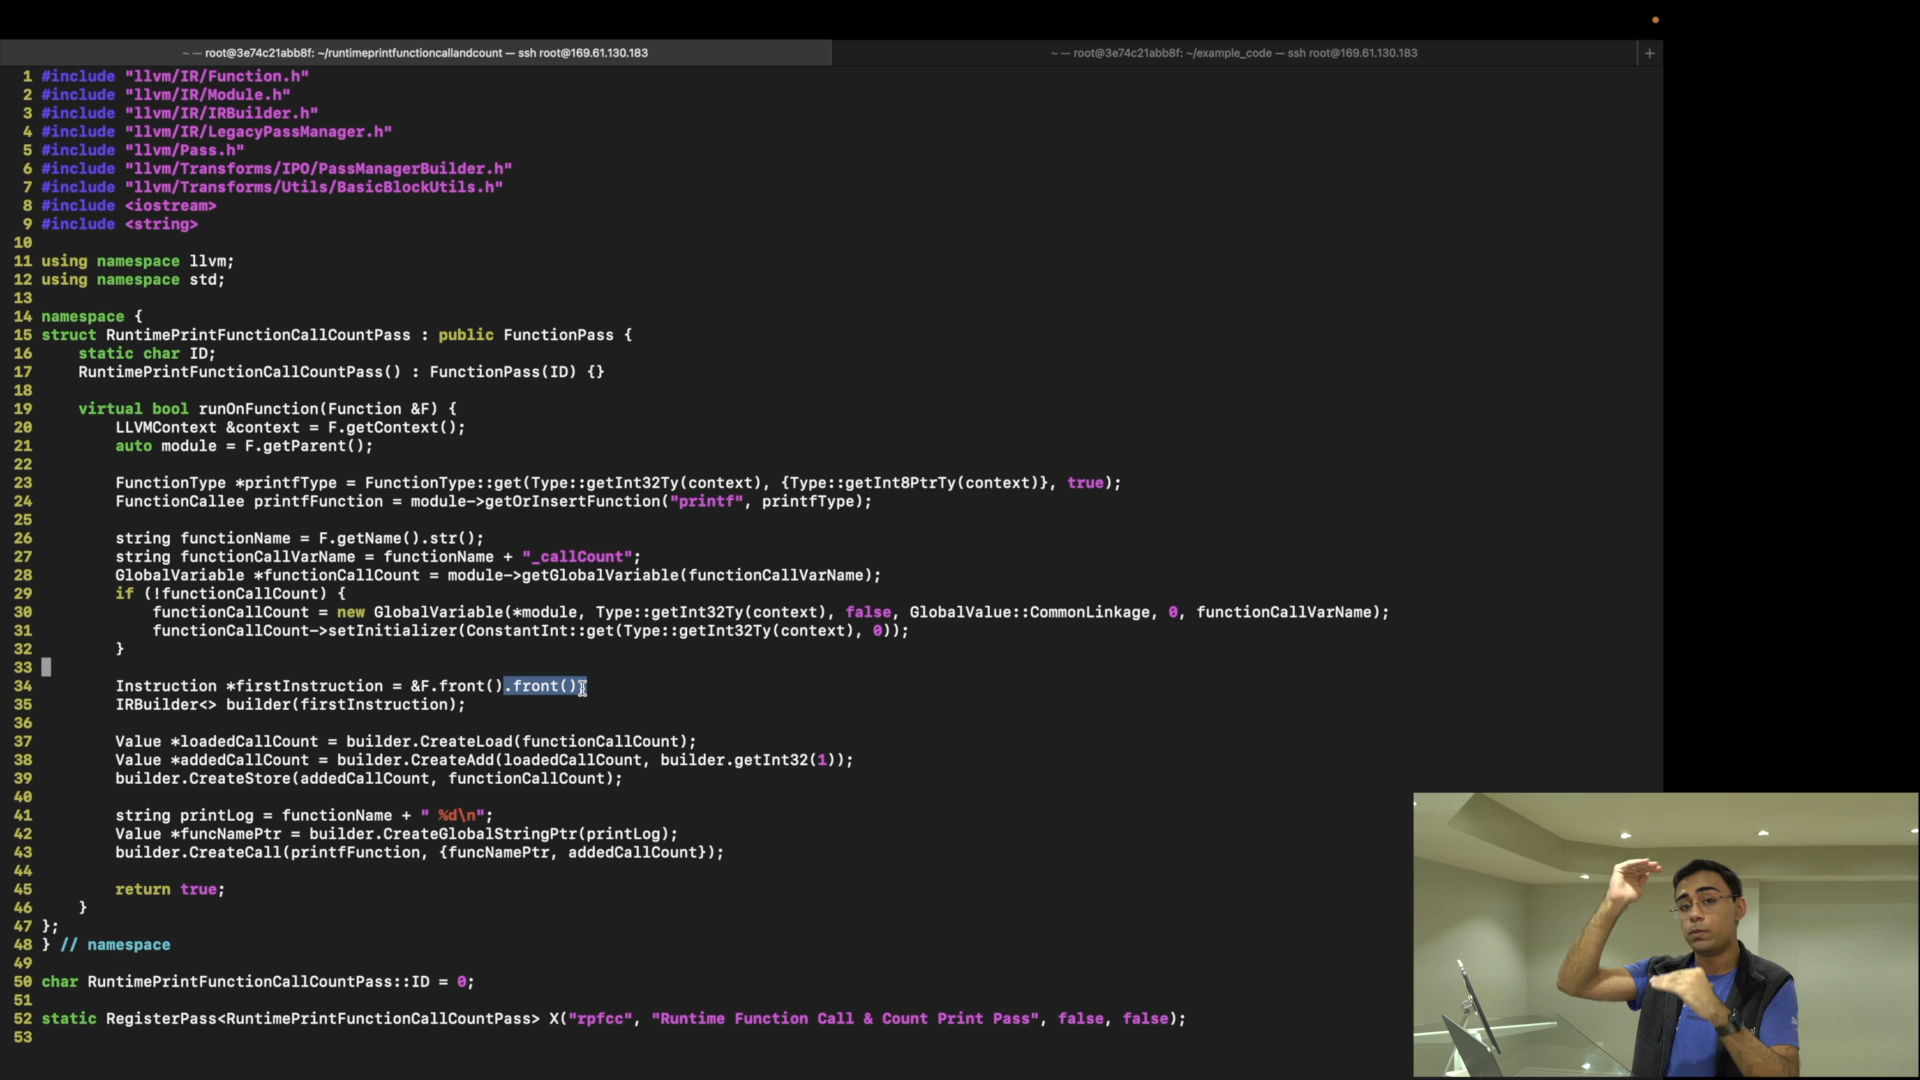 ~ — root@3e74c21abb8f: ~/runtimeprintfunctioncallandcount — ssh root@169.61.130.183
~ — root@3e74c21abb8f: ~/example_code — ssh root@169.61.130.183
+
1 #include "llvm/IR/Function.h"
2 #include "llvm/IR/Module.h"
3 #include "llvm/IR/IRBuilder.h"
4 #include "llvm/IR/LegacyPassManager.h"
5 #include "llvm/Pass.h"
6 #include "llvm/Transforms/IPO/PassManagerBuilder.h"
7 #include "llvm/Transforms/Utils/BasicBlockUtils.h"
8 #include <iostream>
9 #include <string>
10
11 using namespace llvm;
12 using namespace std;
13
14 namespace {
15 struct RuntimePrintFunctionCallCountPass : public FunctionPass {
16     static char ID;
17     RuntimePrintFunctionCallCountPass() : FunctionPass(ID) {}
18
19     virtual bool runOnFunction(Function &F) {
20         LLVMContext &context = F.getContext();
21         auto module = F.getParent();
22
23         FunctionType *printfType = FunctionType::get(Type::getInt32Ty(context), {Type::getInt8PtrTy(context)}, true);
24         FunctionCallee printfFunction = module->getOrInsertFunction("printf", printfType);
25
26         string functionName = F.getName().str();
27         string functionCallVarName = functionName + "_callCount";
28         GlobalVariable *functionCallCount = module->getGlobalVariable(functionCallVarName);
29         if (!functionCallCount) {
30             functionCallCount = new GlobalVariable(*module, Type::getInt32Ty(context), false, GlobalValue::CommonLinkage, 0, functionCallVarName);
31             functionCallCount->setInitializer(ConstantInt::get(Type::getInt32Ty(context), 0));
32         }
33
34         Instruction *firstInstruction = &F.front().front();
35         IRBuilder<> builder(firstInstruction);
36
37         Value *loadedCallCount = builder.CreateLoad(functionCallCount);
38         Value *addedCallCount = builder.CreateAdd(loadedCallCount, builder.getInt32(1));
39         builder.CreateStore(addedCallCount, functionCallCount);
40
41         string printLog = functionName + " %d\n";
42         Value *funcNamePtr = builder.CreateGlobalStringPtr(printLog);
43         builder.CreateCall(printfFunction, {funcNamePtr, addedCallCount});
44
45         return true;
46     }
47 };
48 } // namespace
49
50 char RuntimePrintFunctionCallCountPass::ID = 0;
51
52 static RegisterPass<RuntimePrintFunctionCallCountPass> X("rpfcc", "Runtime Function Call & Count Print Pass", false, false);
53